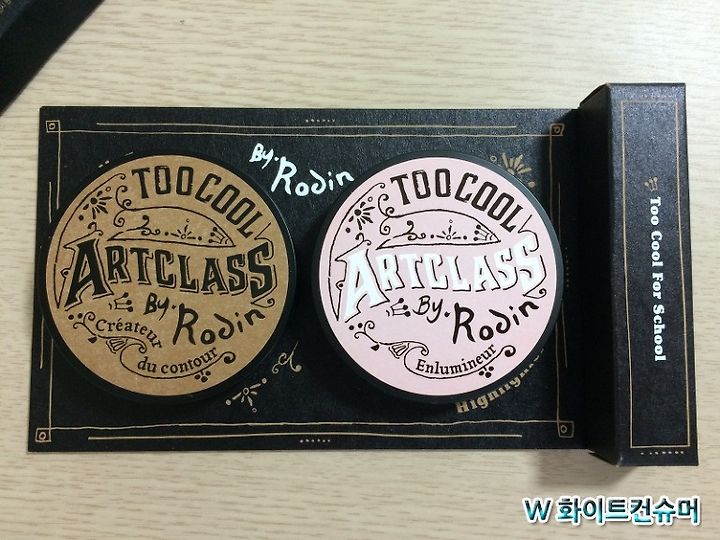 By. Rodin
TOO COOL
ARTCLASS
By. Rodin
Créateur
du contour
TOO COOL
ARTCLASS
By. Rodin
Enlumineur
Too Cool For School
W 화이트컨슈머